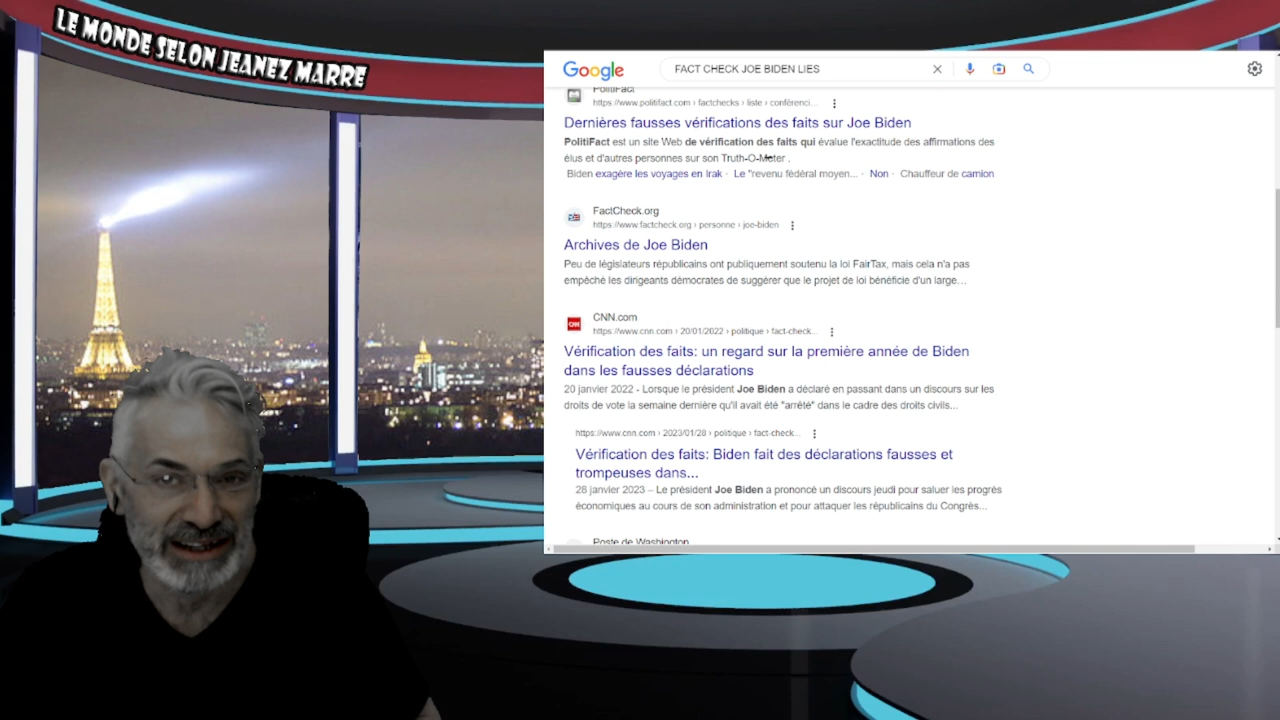 LE MONDE SELON JEANEZ MARRE
Google
FACT CHECK JOE BIDEN LIES
PolitiFact
https://www.politifact.com › factchecks › liste › conférenci...
Dernières fausses vérifications des faits sur Joe Biden
PolitiFact est un site Web de vérification des faits qui évalue l'exactitude des affirmations des
élus et d'autres personnes sur son Truth-O-Meter .
Biden exagère les voyages en Irak · Le "revenu fédéral moyen... · Non · Chauffeur de camion
FactCheck.org
https://www.factcheck.org › personne › joe-biden
Archives de Joe Biden
Peu de législateurs républicains ont publiquement soutenu la loi FairTax, mais cela n'a pas
empêché les dirigeants démocrates de suggérer que le projet de loi bénéficie d'un large...
CNN
CNN.com
https://www.cnn.com › 20/01/2022 › politique › fact-check...
Vérification des faits: un regard sur la première année de Biden
dans les fausses déclarations
20 janvier 2022 - Lorsque le président Joe Biden a déclaré en passant dans un discours sur les
droits de vote la semaine dernière qu'il avait été "arrêté" dans le cadre des droits civils...
https://www.cnn.com › 2023/01/28 › politique › fact-check...
Vérification des faits: Biden fait des déclarations fausses et
trompeuses dans...
28 janvier 2023 – Le président Joe Biden a prononcé un discours jeudi pour saluer les progrès
économiques au cours de son administration et pour attaquer les républicains du Congrès...
Poste de Washington